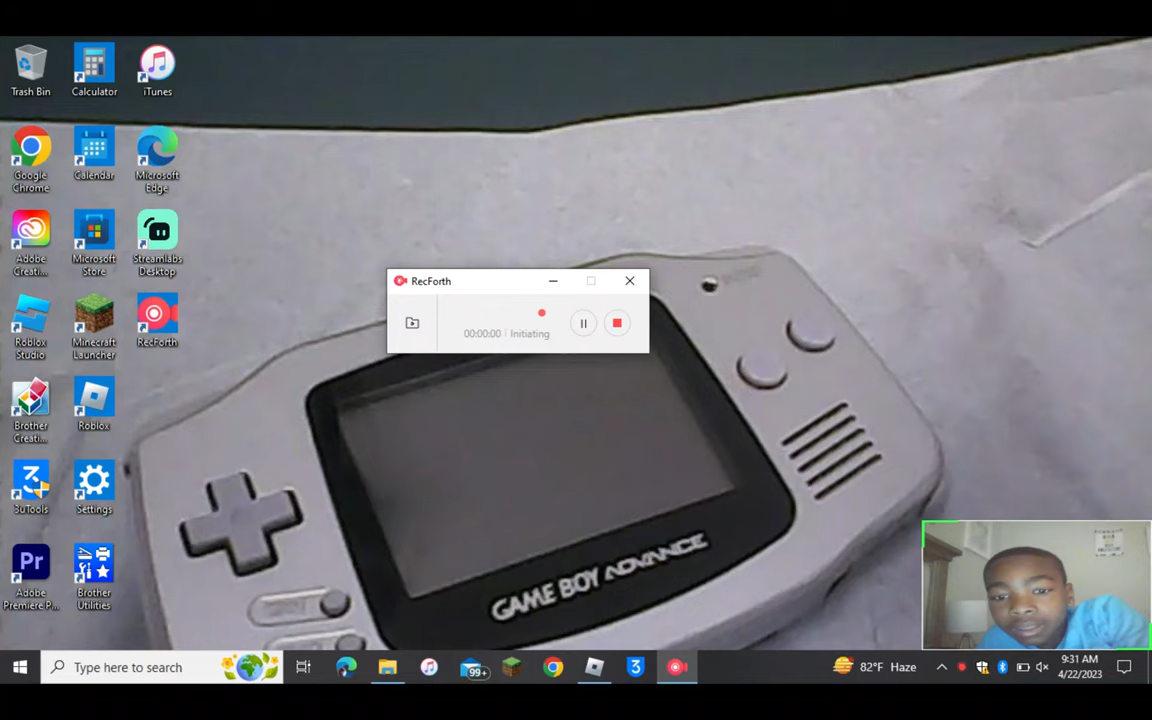 Trash Bin
Calculator
iTunes
Google
Chrome
Calendar
Microsoft
Edge
Adobe
Creati...
Microsoft
Store
Streamlabs
Desktop
Roblox
Studio
Minecraft
Launcher
RecForth
Brother
Creati...
Roblox
3uTools
Settings
Pr
Adobe
Premiere P...
Brother
Utilities
RecForth
00:00:00 | Initiating
GAME BOY ADVANCE
Type here to search
99+
3
82°F Haze
9:31 AM
4/22/2023